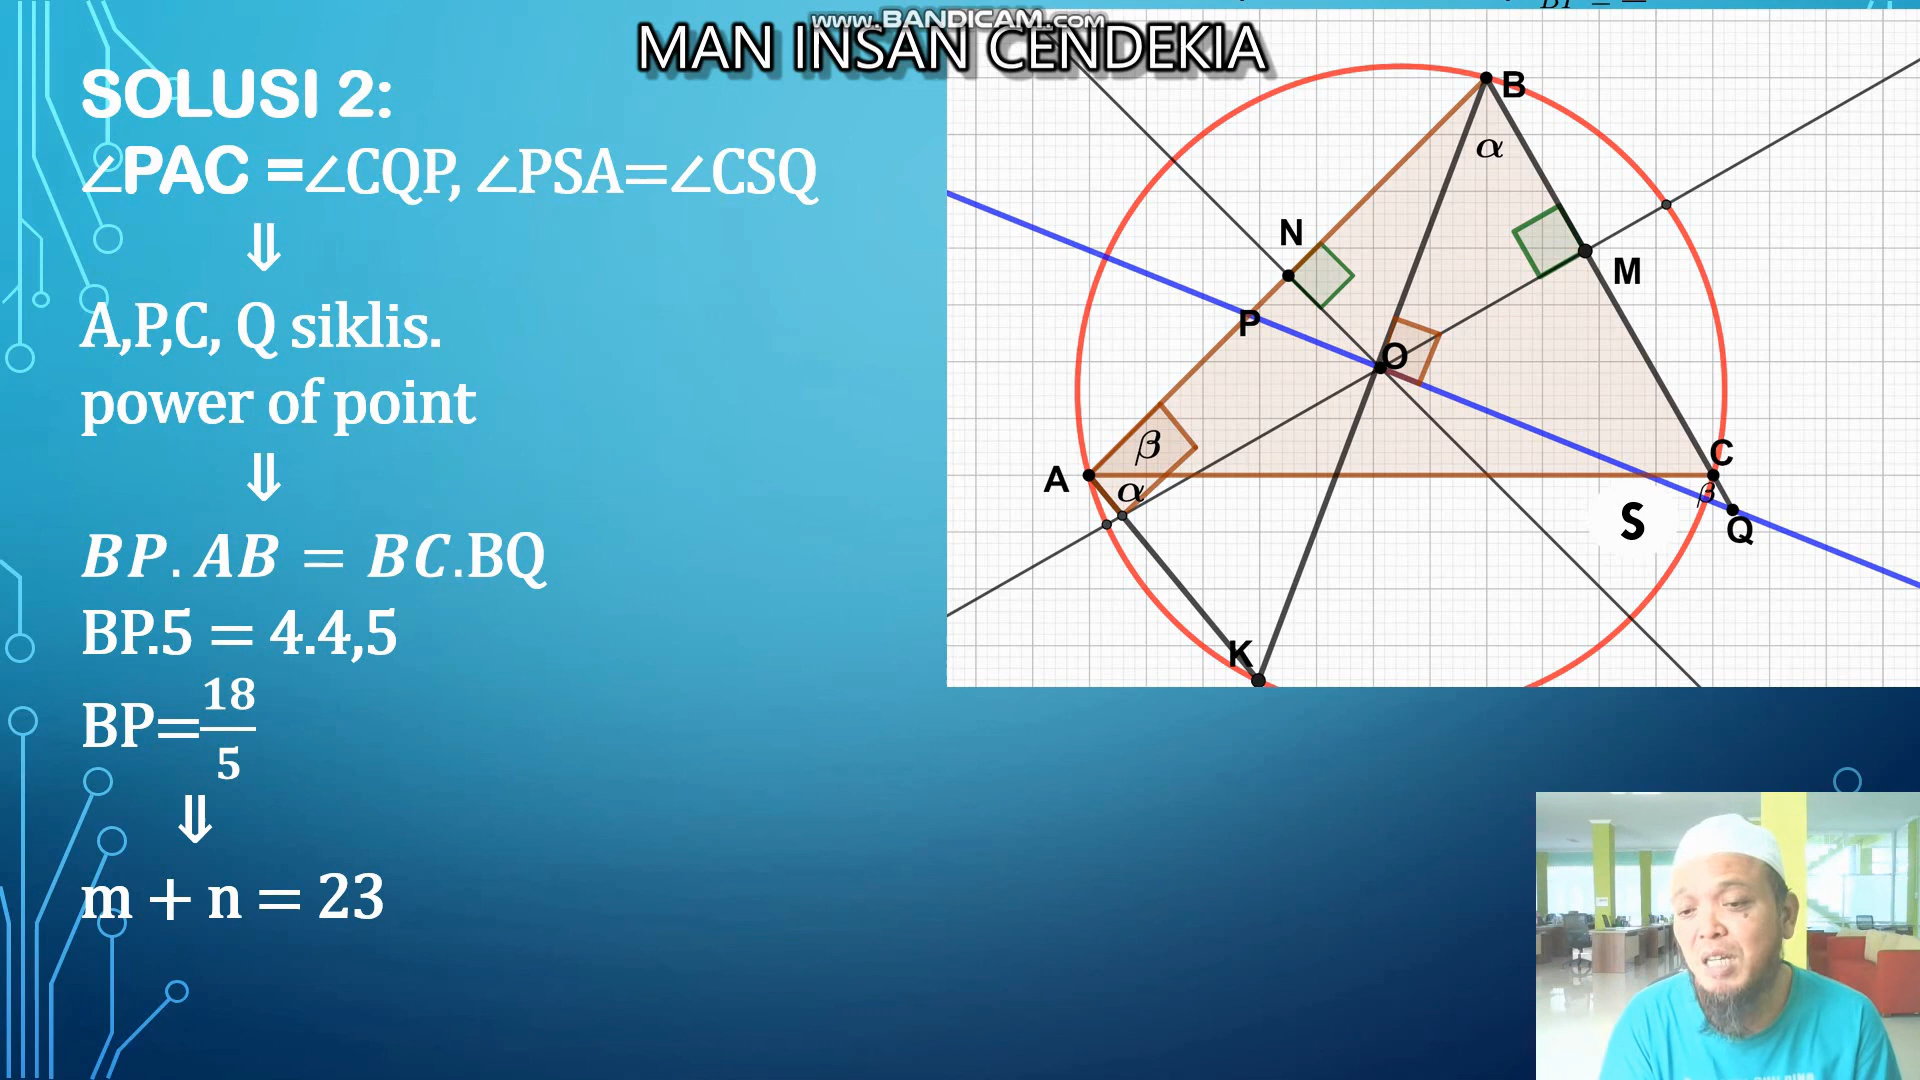 www.BANDICAM.com
MAN INSAN CENDEKIA
SOLUSI 2:
∠PAC =∠CQP, ∠PSA=∠CSQ
⇓
A,P,C, Q siklis.
power of point
⇓
BP. AB = BC.BQ
BP.5 = 4.4,5
BP=18/5
⇓
m + n = 23
B
α
N
M
P
O
β
A
α
C
β
S
Q
K